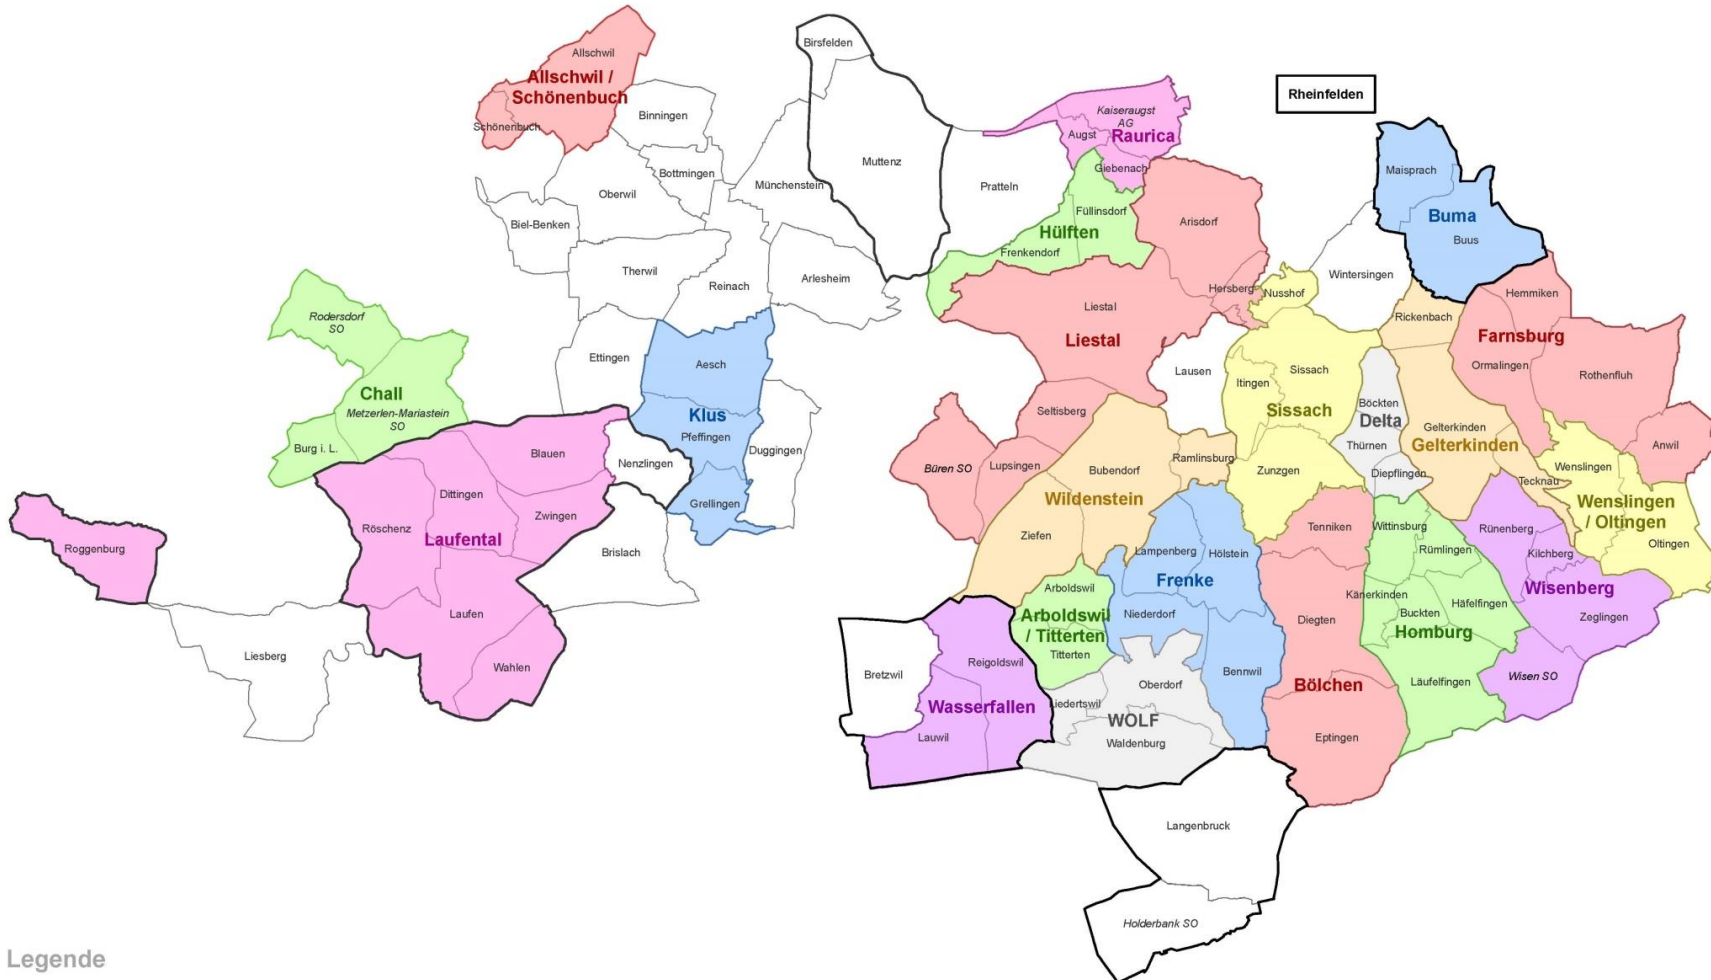 Birsfelden
Allschwil
Allschwil /
Schönenbuch
Schönenbuch
Binningen
Bottmingen
Oberwil
Biel-Benken
Therwil
Münchenstein
Muttenz
Reinach
Arlesheim
Pratteln
Kaiseraugst
AG
Augst
Raurica
Giebenach
Rheinfelden
Füllinsdorf
Hülften
Frenkendorf
Arisdorf
Hersberg
Maisprach
Buma
Buus
Wintersingen
Nusshof
Rodersdorf
SO
Chall
Metzerlen-Mariastein
SO
Burg i. L.
Ettingen
Aesch
Klus
Pfeffingen
Duggingen
Grellingen
Nenzlingen
Blauen
Dittingen
Zwingen
Röschenz
Laufental
Brislach
Laufen
Wahlen
Roggenburg
Liesberg
Liestal
Liestal
Lausen
Seltisberg
Büren SO
Lupsingen
Bubendorf
Ramlinsburg
Wildenstein
Ziefen
Itingen
Sissach
Sissach
Zunzgen
Rickenbach
Böckten
Delta
Thürnen
Diepflingen
Gelterkinden
Gelterkinden
Tecknau
Hemmiken
Farnsburg
Ormalingen
Rothenfluh
Anwil
Wenslingen
Wenslingen
/ Oltingen
Oltingen
Lampenberg
Hölstein
Frenke
Niederdorf
Bennwil
Arboldswil
Arboldswil
/ Titterten
Titterten
Tenniken
Diegten
Bölchen
Eptingen
Wittinsburg
Rümlingen
Känerkinden
Buckten
Häfelfingen
Homburg
Läufelfingen
Rünenberg
Kilchberg
Wisenberg
Zeglingen
Wisen SO
Bretzwil
Reigoldswil
Wasserfallen
Lauwil
Liedertswil
Oberdorf
WOLF
Waldenburg
Langenbruck
Holderbank SO
Legende